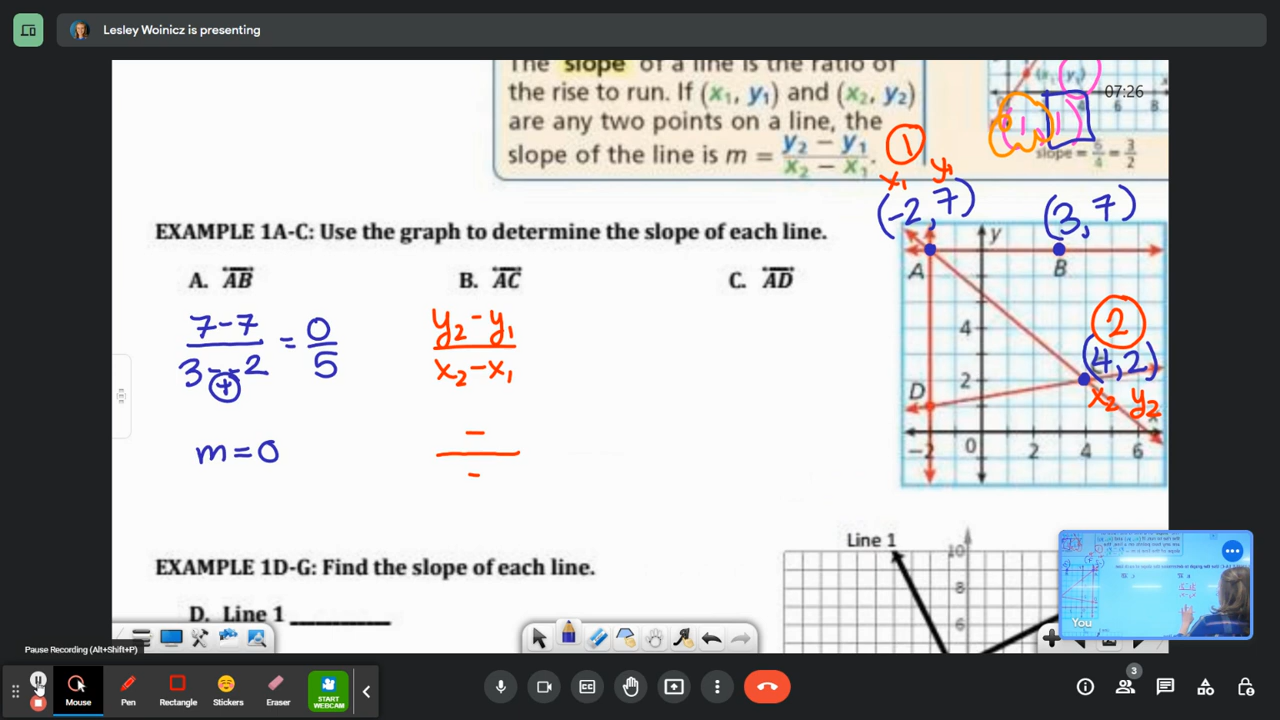 Lesley Woinicz is presenting
The slope of a line is the ratio of
the rise to run. If (x₁, y₁) and (x₂, y₂)
are any two points on a line, the
slope of the line is m = y₂ − y₁ / x₂ − x₁.
(x₁, y₁)
07:26
6 8
slope = 6/4 = 3/2
1
x₁ y₁
(-2, 7)
(3, 7)
EXAMPLE 1A-C: Use the graph to determine the slope of each line.
A. AB B. AC C. AD
7-7 / 3--2 = 0/5
+
m=0
y₂-y₁ / x₂-x₁
- / -
y
A B
4
2
(4, 2)
2
x₂ y₂
D
x
-2 0 2 4 6
EXAMPLE 1D-G: Find the slope of each line.
D. Line 1 __________
Line 1
10
8
6
You
Pause Recording (Alt+Shift+P)
Mouse Pen Rectangle Stickers Eraser START WEBCAM
CC
3